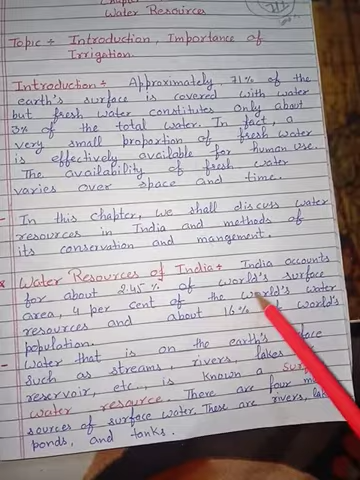 Water Resources
Topic ÷ Introduction, Importance of
Irrigation.
Introduction ÷ Approximately, 71% of the
earth's surface is covered with water
but fresh water constitutes only about
3% of the total water. In fact, a
very small proportion of fresh water
is effectively available for human use.
The availability of fresh water
varies over space and time.
- In this chapter, we shall discuss water
resources in India and methods of
its conservation and mangement.
Water Resources of India ÷ India accounts
for about 2.45 % of world's surface
area, 4 per cent of the world's water
resources and about 16% of world's
population.
- Water that is on the earth's
such as streams, rivers, lakes
reservoir, etc., is known a
water resource. There are four
sources of surface water. These are rivers,
ponds, and tanks.